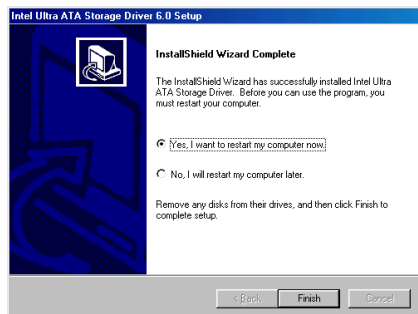 Intel Ultra ATA Storage Driver 6.0 Setup
InstallShield Wizard Complete
The InstallShield Wizard has successfully installed Intel Ultra
ATA Storage Driver. Before you can use the program, you
must restart your computer.
Yes, I want to restart my computer now.
No, I will restart my computer later.
Remove any disks from their drives, and then click Finish to
complete setup.
< Back Finish Cancel